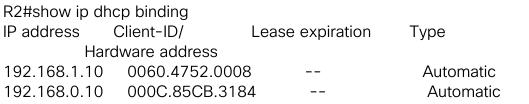 R2#show ip dhcp binding
IP address Client-ID/ Lease expiration Type
Hardware address
192.168.1.10 0060.4752.0008 -- Automatic
192.168.0.10 000C.85CB.3184 -- Automatic